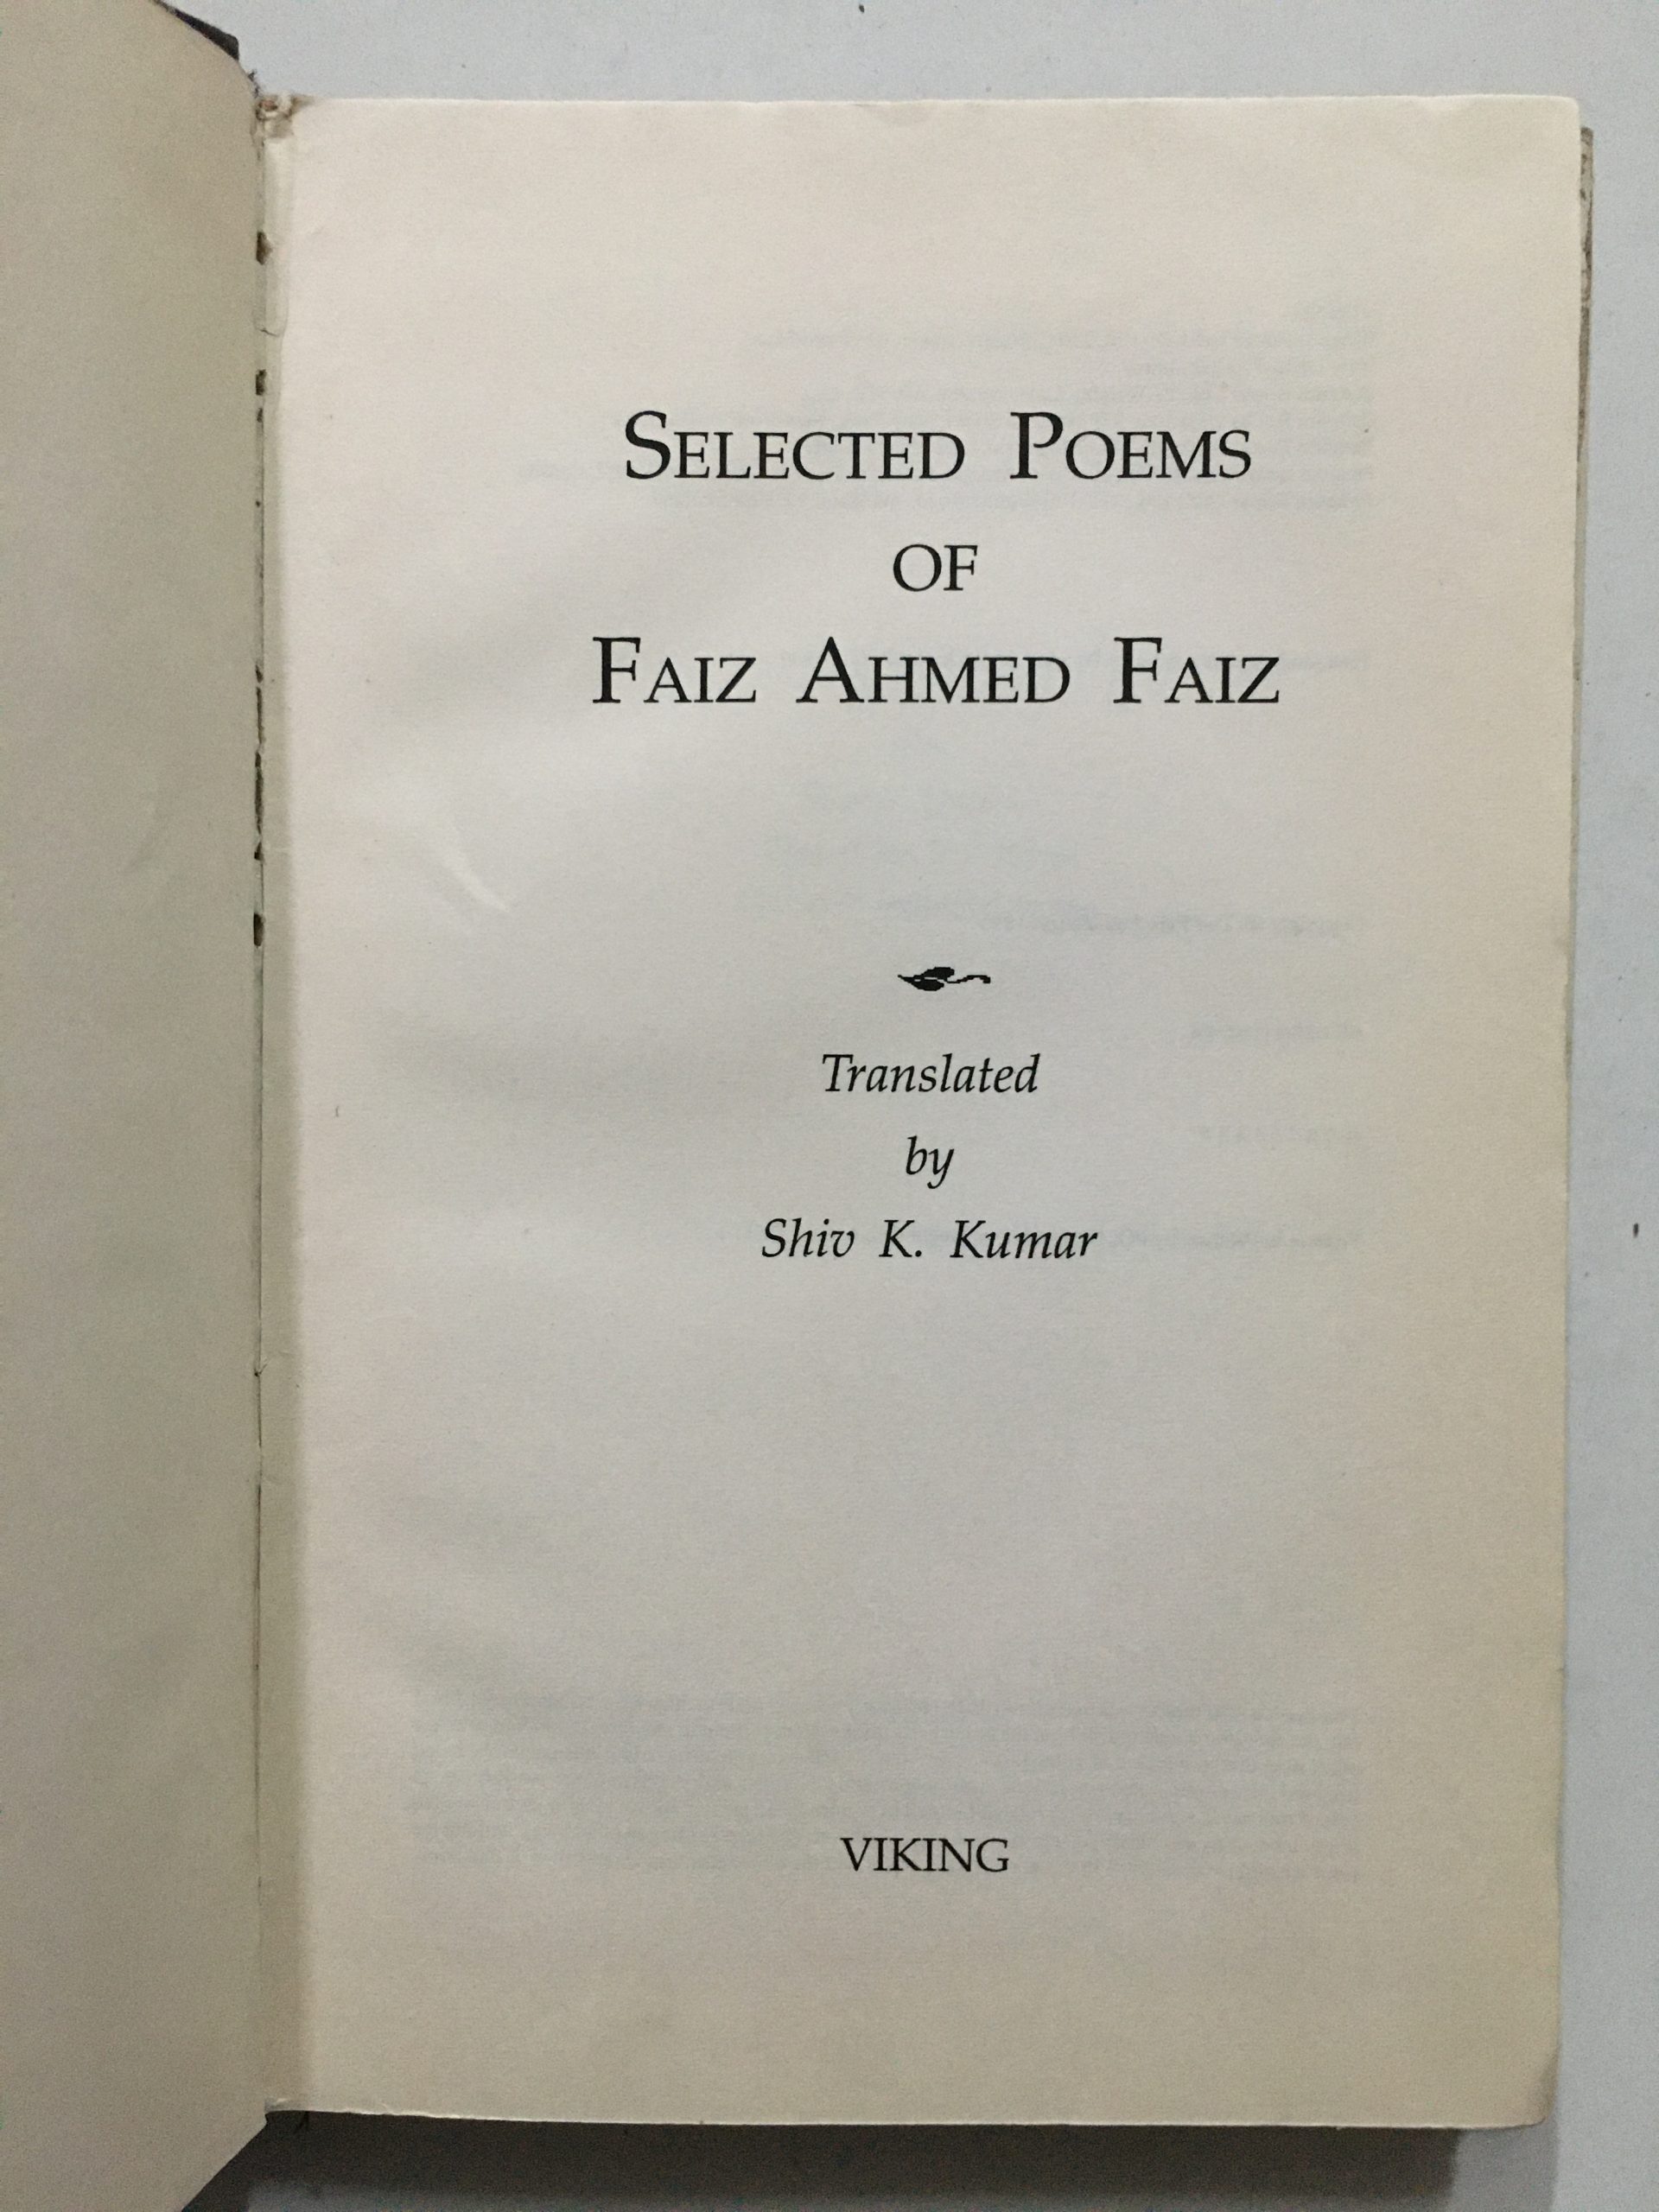 SELECTED POEMS
OF
FAIZ AHMED FAIZ
Translated
by
Shiv K. Kumar
VIKING